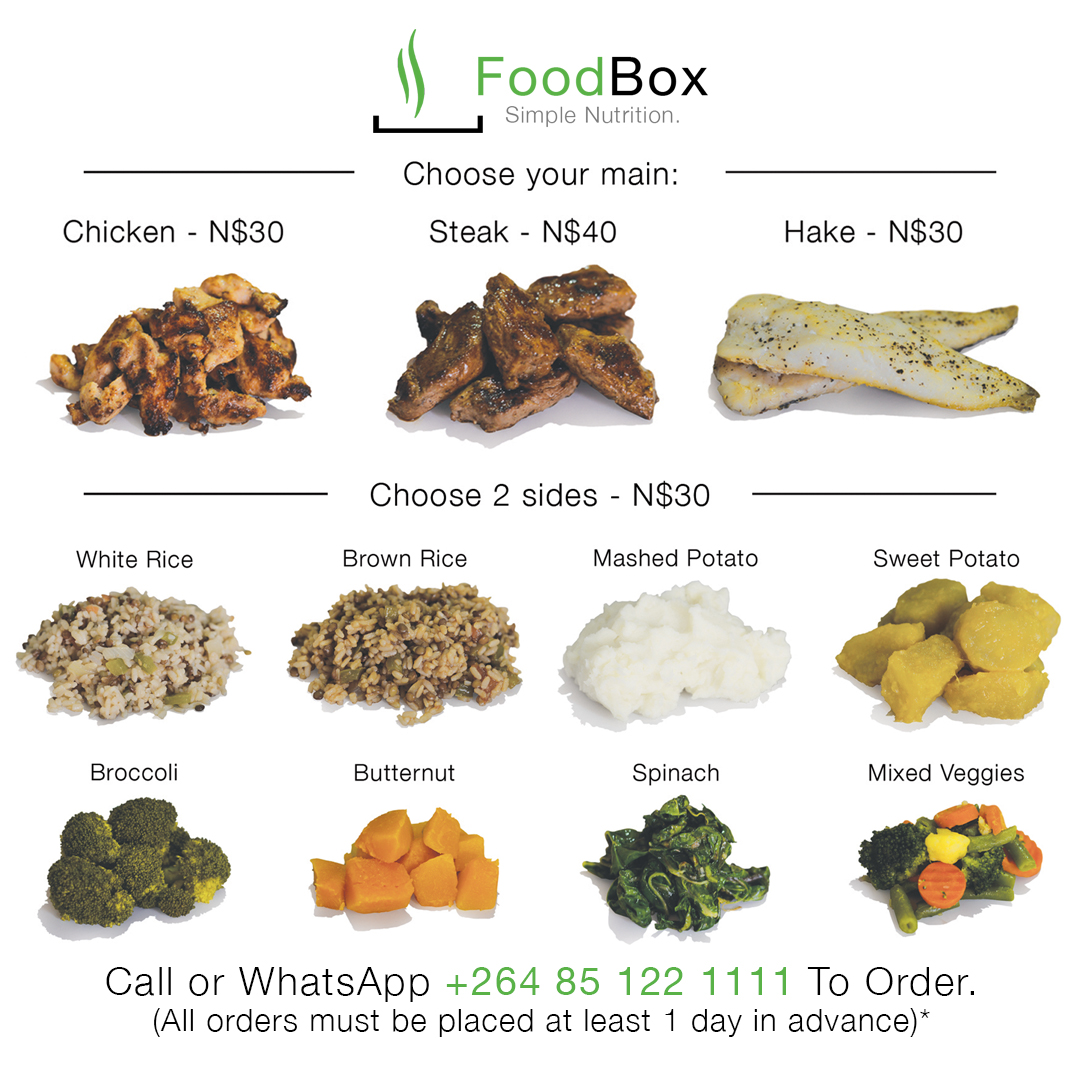 FoodBox
Simple Nutrition.
Choose your main:
Chicken - N$30
Steak - N$40
Hake - N$30
Choose 2 sides - N$30
White Rice
Brown Rice
Mashed Potato
Sweet Potato
Broccoli
Butternut
Spinach
Mixed Veggies
Call or WhatsApp +264 85 122 1111 To Order.
(All orders must be placed at least 1 day in advance)*